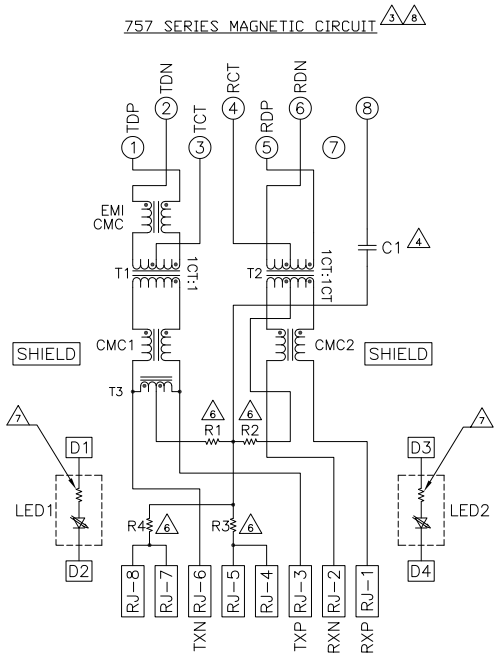 757 SERIES MAGNETIC CIRCUIT 3 8
TDP TDN TCT RCT RDP RDN
1 2 3 4 5 6 7 8
EMI
CMC
C1 4
T1 1CT:1 T2 1CT:1CT
CMC1 CMC2
SHIELD SHIELD
T3
7 6 6 7
R1 R2
D1 D3
LED1 LED2
R4 6 R3 6
D2 D4
RJ-8 RJ-7 RJ-6 RJ-5 RJ-4 RJ-3 RJ-2 RJ-1
TXN TXP RXN RXP